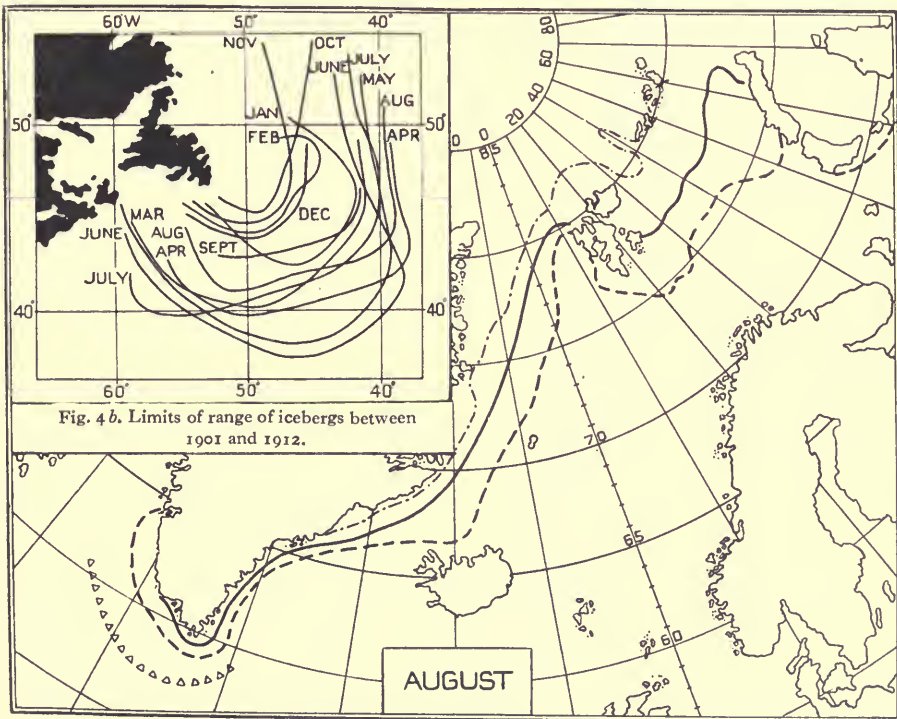 60°W 50° 40°
NOV OCT
JUNE JULY
MAY
JAN AUG
50° FEB APR 50°
MAR DEC
JUNE AUG SEPT
APR
JULY
40° 40°
60° 50° 40°
Fig. 4b. Limits of range of icebergs between
1901 and 1912.
80
60
40
20
0
0
85
70
65
60
AUGUST